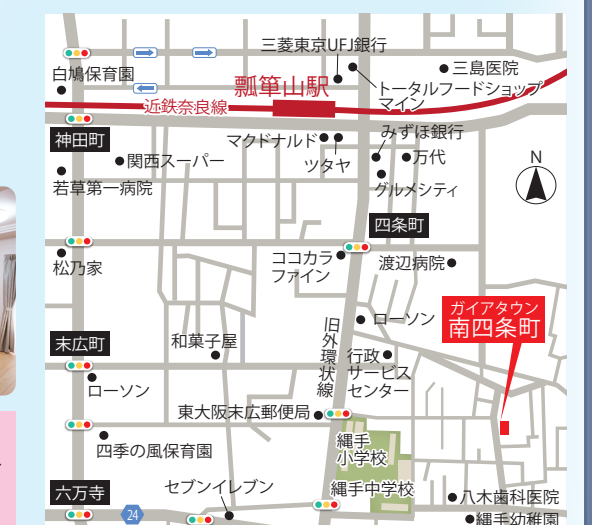 三菱東京UFJ銀行
白鳩保育園
三島医院
トータルフードショップ
マイン
瓢箪山駅
近鉄奈良線
神田町
マクドナルド
みずほ銀行
関西スーパー
ツタヤ
万代
N
若草第一病院
グルメシティ
四条町
松乃家
ココカラ
ファイン
渡辺病院
ガイアタウン
南四条町
ローソン
旧外環状線
末広町
和菓子屋
行政
サービス
センター
ローソン
東大阪末広郵便局
四季の風保育園
縄手
小学校
六万寺
24
セブンイレブン
縄手中学校
八木歯科医院
縄手幼稚園